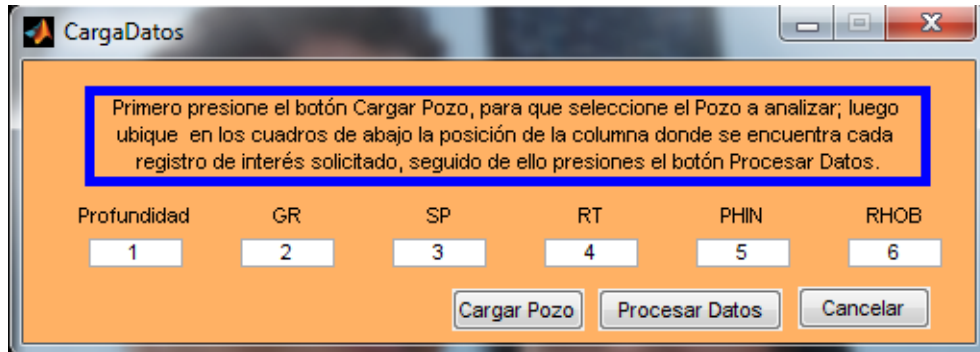 CargaDatos
Primero presione el botón Cargar Pozo, para que seleccione el Pozo a analizar; luego
ubique en los cuadros de abajo la posición de la columna donde se encuentra cada
registro de interés solicitado, seguido de ello presiones el botón Procesar Datos.
Profundidad GR SP RT PHIN RHOB
1 2 3 4 5 6
Cargar Pozo Procesar Datos Cancelar